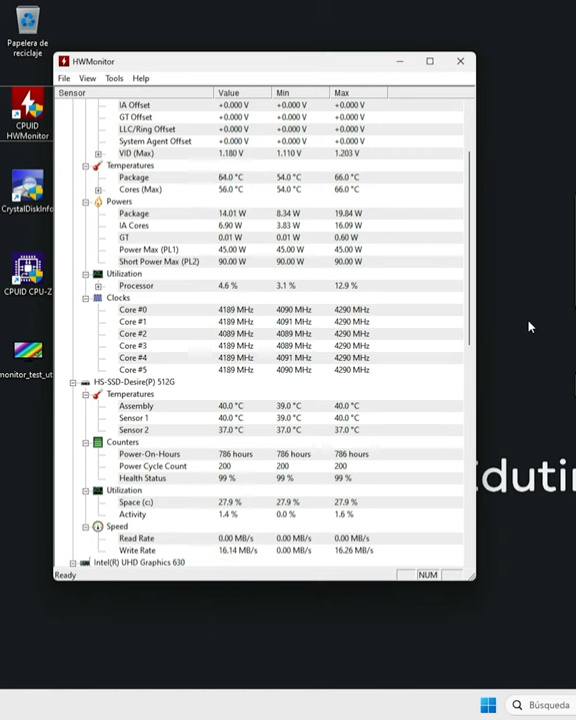 Papelera de
reciclaje
HWMonitor
File View Tools Help
Sensor Value Min Max
IA Offset +0.000 V +0.000 V +0.000 V
GT Offset +0.000 V +0.000 V +0.000 V
LLC/Ring Offset +0.000 V +0.000 V +0.000 V
System Agent Offset +0.000 V +0.000 V +0.000 V
VID (Max) 1.180 V 1.110 V 1.203 V
Temperatures
Package 64.0 °C 54.0 °C 66.0 °C
Cores (Max) 56.0 °C 54.0 °C 66.0 °C
Powers
Package 14.01 W 8.34 W 19.84 W
IA Cores 6.90 W 3.83 W 16.09 W
GT 0.01 W 0.01 W 0.60 W
Power Max (PL1) 45.00 W 45.00 W 45.00 W
Short Power Max (PL2) 90.00 W 90.00 W 90.00 W
Utilization
Processor 4.6 % 3.1 % 12.9 %
Clocks
Core #0 4189 MHz 4090 MHz 4290 MHz
Core #1 4189 MHz 4091 MHz 4290 MHz
Core #2 4089 MHz 4089 MHz 4290 MHz
Core #3 4189 MHz 4089 MHz 4290 MHz
Core #4 4189 MHz 4091 MHz 4290 MHz
Core #5 4189 MHz 4090 MHz 4290 MHz
HS-SSD-Desire(P) 512G
Temperatures
Assembly 40.0 °C 39.0 °C 40.0 °C
Sensor 1 40.0 °C 39.0 °C 40.0 °C
Sensor 2 37.0 °C 37.0 °C 37.0 °C
Counters
Power-On-Hours 786 hours 786 hours 786 hours
Power Cycle Count 200 200 200
Health Status 99 % 99 % 99 %
Utilization
Space (c:) 27.9 % 27.9 % 27.9 %
Activity 1.4 % 0.0 % 1.6 %
Speed
Read Rate 0.00 MB/s 0.00 MB/s 0.00 MB/s
Write Rate 16.14 MB/s 0.00 MB/s 16.26 MB/s
Intel(R) UHD Graphics 630
Ready NUM
CPUID
HWMonitor
CrystalDiskInfo
CPUID CPU-Z
monitor_test_ut
Edutin
Búsqueda